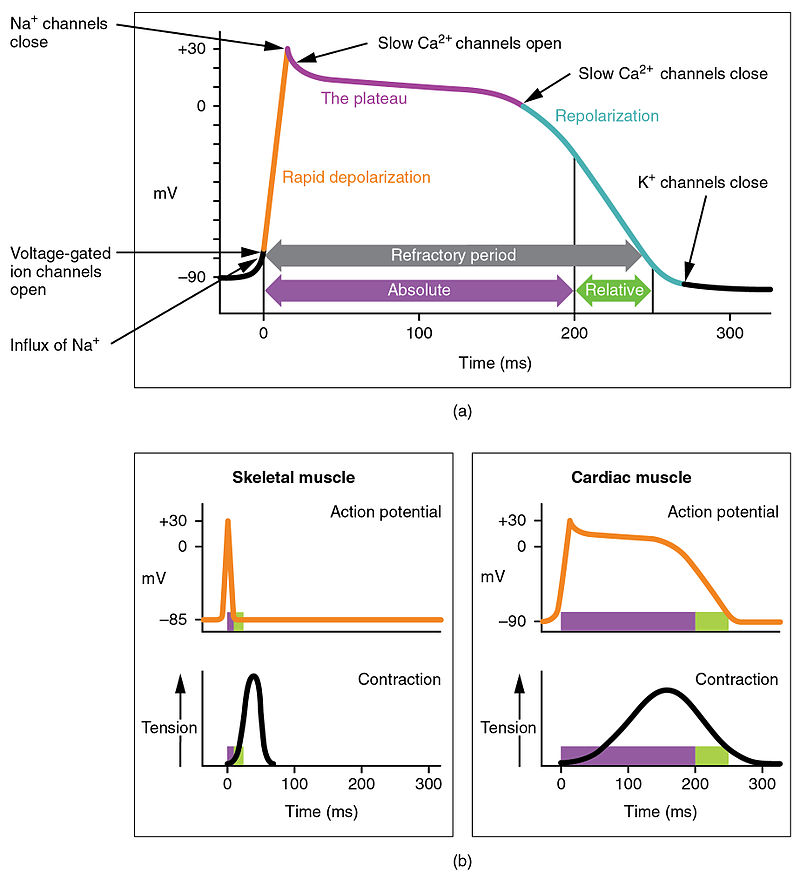 Na+ channels
close
+30
Slow Ca2+ channels open
Slow Ca2+ channels close
The plateau
0
Repolarization
Rapid depolarization
K+ channels close
mV
Voltage-gated
ion channels
open
Refractory period
–90
Absolute
Relative
Influx of Na+
0
100
200
300
Time (ms)
(a)
Skeletal muscle
Action potential
+30
0
mV
–85
Contraction
Tension
0
100
200
300
Time (ms)
Cardiac muscle
Action potential
+30
0
mV
–90
Contraction
Tension
0
100
200
300
Time (ms)
(b)